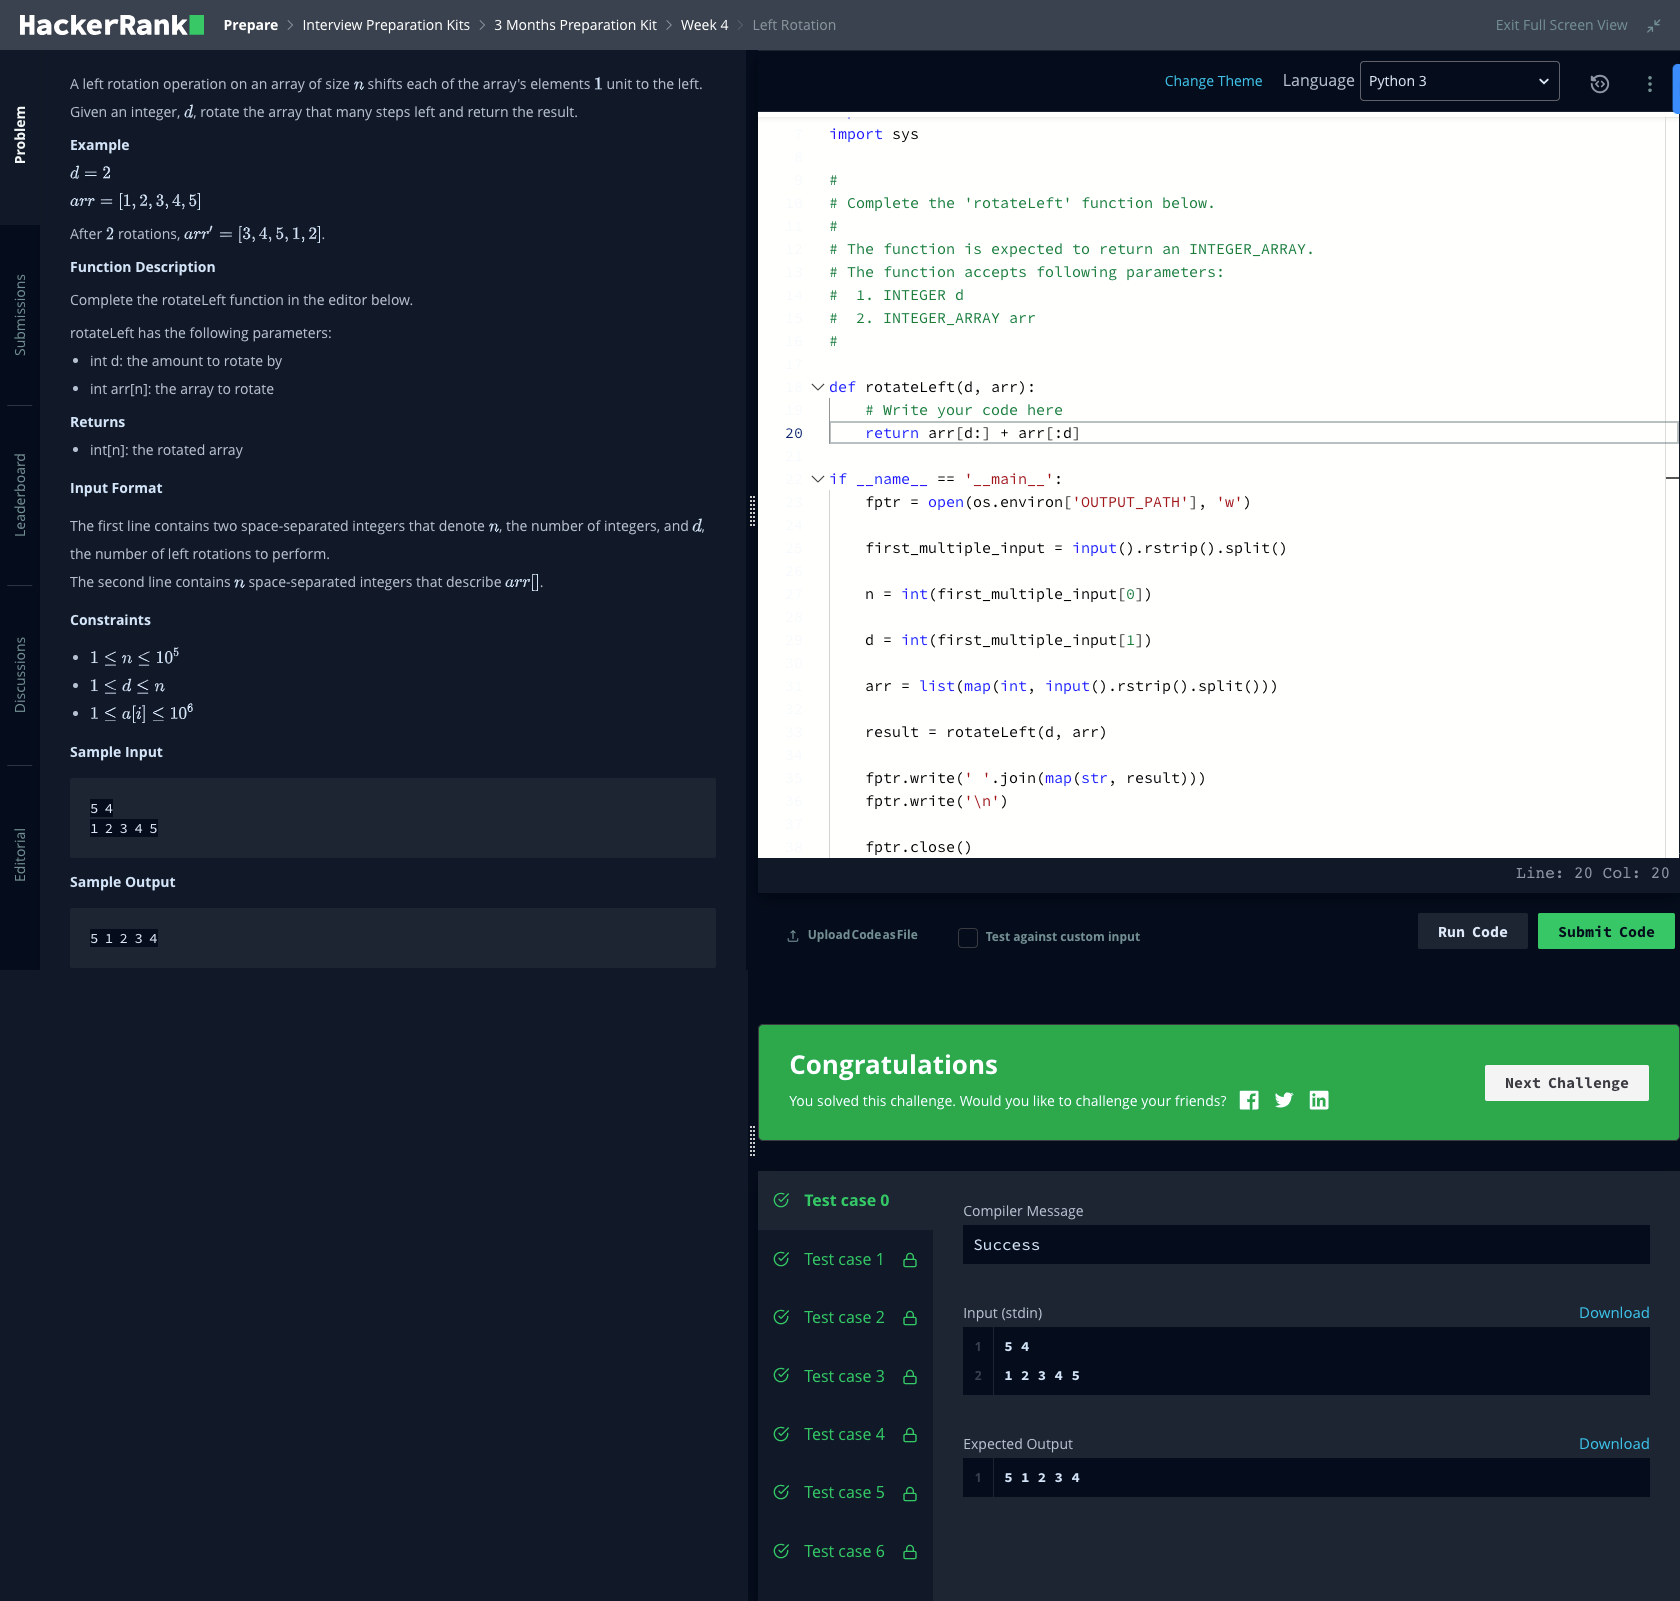 HackerRank
Prepare > Interview Preparation Kits > 3 Months Preparation Kit > Week 4 > Left Rotation
Exit Full Screen View
Problem
Submissions
Leaderboard
Discussions
Editorial
A left rotation operation on an array of size n shifts each of the array's elements 1 unit to the left.
Given an integer, d, rotate the array that many steps left and return the result.
Example
d = 2
arr = [1, 2, 3, 4, 5]
After 2 rotations, arr′ = [3, 4, 5, 1, 2].
Function Description
Complete the rotateLeft function in the editor below.
rotateLeft has the following parameters:
• int d: the amount to rotate by
• int arr[n]: the array to rotate
Returns
• int[n]: the rotated array
Input Format
The first line contains two space-separated integers that denote n, the number of integers, and d,
the number of left rotations to perform.
The second line contains n space-separated integers that describe arr[].
Constraints
• 1 ≤ n ≤ 10⁵
• 1 ≤ d ≤ n
• 1 ≤ a[i] ≤ 10⁶
Sample Input
5 4
1 2 3 4 5
Sample Output
5 1 2 3 4
Change Theme
Language
Python 3
import sys
#
# Complete the 'rotateLeft' function below.
#
# The function is expected to return an INTEGER_ARRAY.
# The function accepts following parameters:
#  1. INTEGER d
#  2. INTEGER_ARRAY arr
#
def rotateLeft(d, arr):
    # Write your code here
20     return arr[d:] + arr[:d]
if __name__ == '__main__':
    fptr = open(os.environ['OUTPUT_PATH'], 'w')
    first_multiple_input = input().rstrip().split()
    n = int(first_multiple_input[0])
    d = int(first_multiple_input[1])
    arr = list(map(int, input().rstrip().split()))
    result = rotateLeft(d, arr)
    fptr.write(' '.join(map(str, result)))
    fptr.write('\n')
    fptr.close()
Line: 20 Col: 20
Upload Code as File
Test against custom input
Run Code
Submit Code
Congratulations
You solved this challenge. Would you like to challenge your friends?
Next Challenge
Test case 0
Test case 1
Test case 2
Test case 3
Test case 4
Test case 5
Test case 6
Compiler Message
Success
Input (stdin)
Download
1 5 4
2 1 2 3 4 5
Expected Output
Download
1 5 1 2 3 4